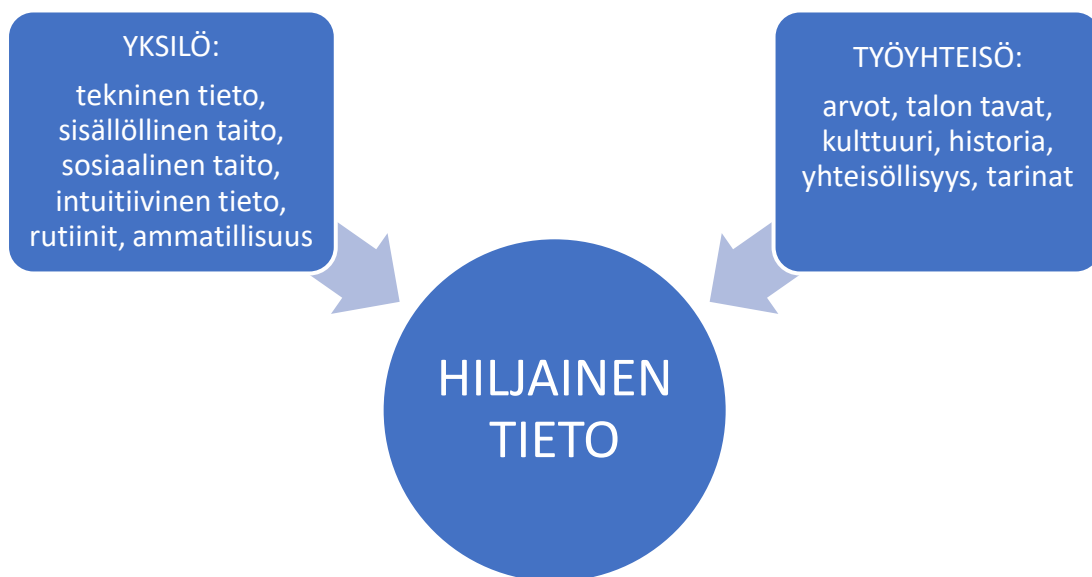 YKSILÖ:
tekninen tieto,
sisällöllinen taito,
sosiaalinen taito,
intuitiivinen tieto,
rutiinit, ammatillisuus
TYÖYHTEISÖ:
arvot, talon tavat,
kulttuuri, historia,
yhteisöllisyys, tarinat
HILJAINEN
TIETO